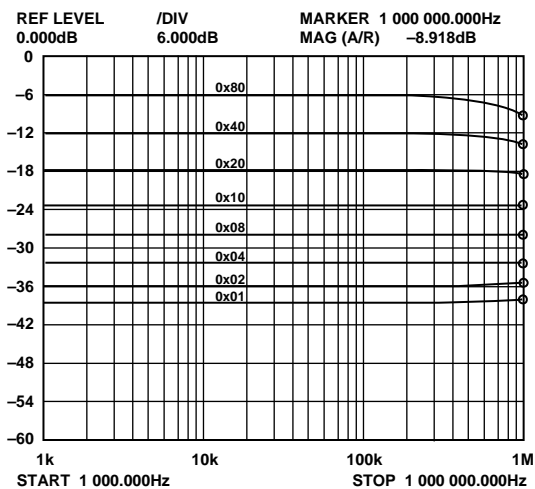 REF LEVEL /DIV MARKER 1 000 000.000Hz
0.000dB 6.000dB MAG (A/R) –8.918dB
0
–6
0x80
–12
0x40
–18
0x20
–24
0x10
–30
0x08
–36
0x04
0x02
0x01
–42
–48
–54
–60
1k 10k 100k 1M
START 1 000.000Hz STOP 1 000 000.000Hz